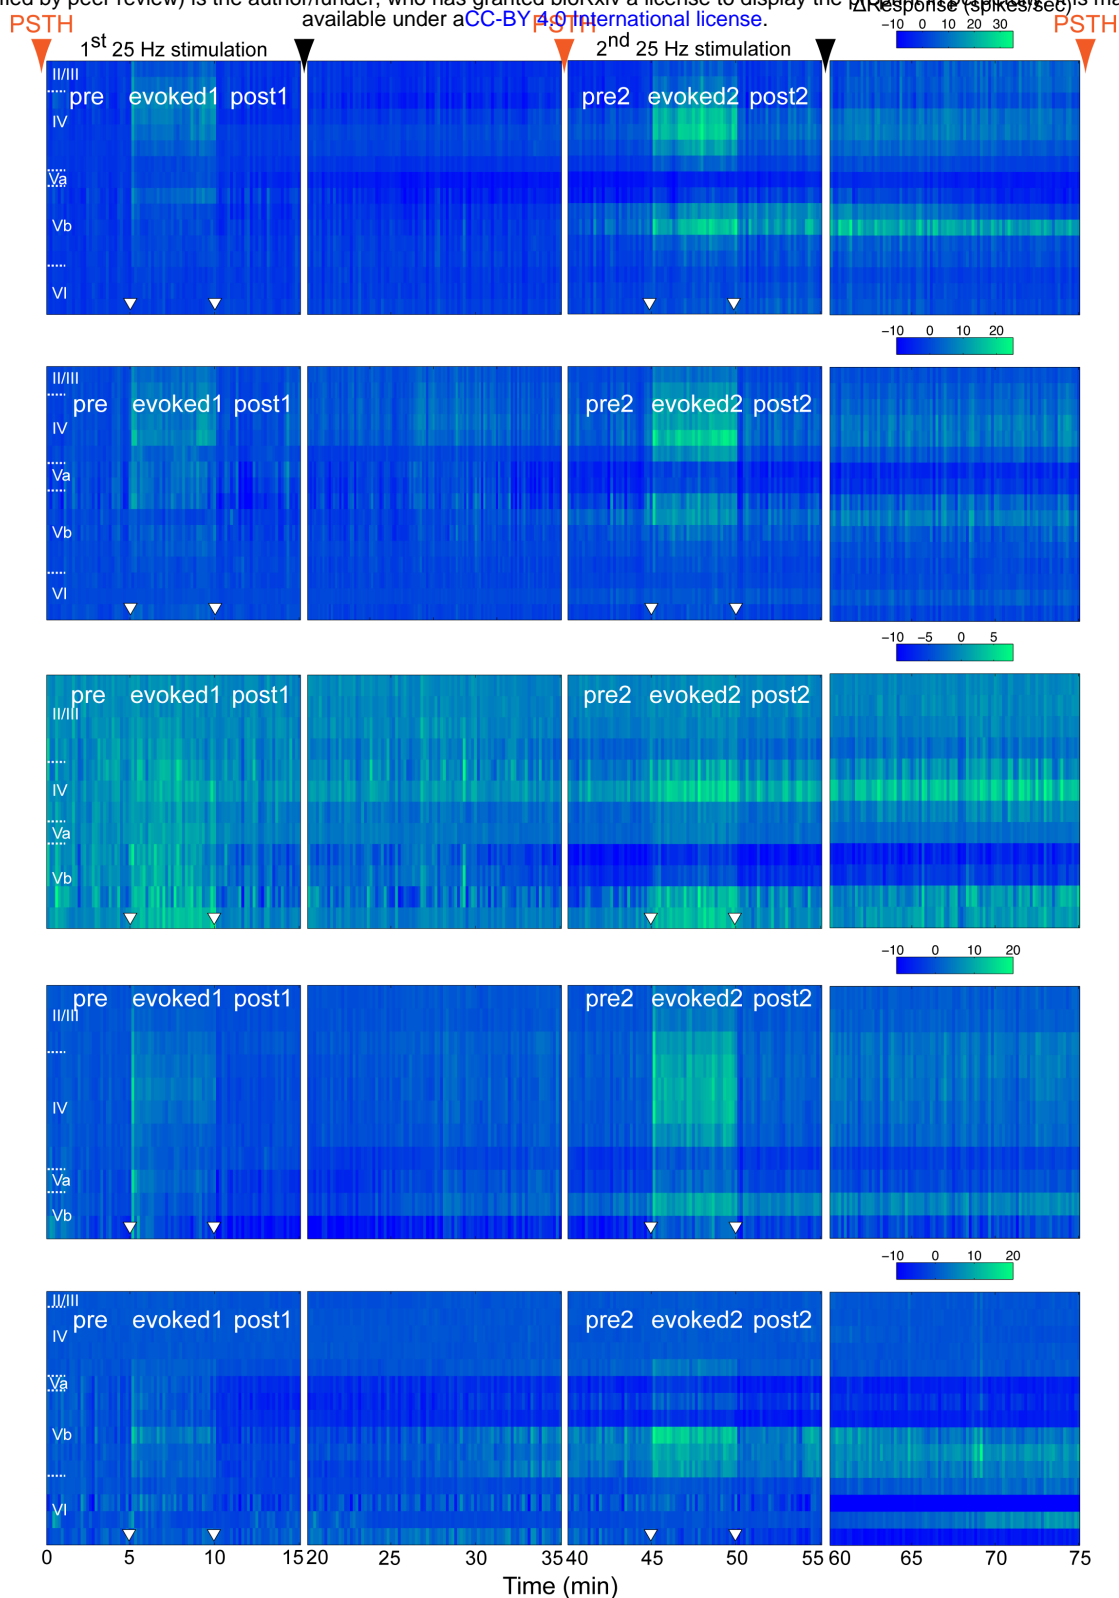 available under aCC-BY 4.0 International license.
ΔResponse (spikes/sec)
PSTH PSTH PSTH
1st 25 Hz stimulation 2nd 25 Hz stimulation
−10 0 10 20 30
II/III
pre evoked1 post1 pre2 evoked2 post2
IV
Va
Vb
VI
−10 0 10 20
II/III
pre evoked1 post1 pre2 evoked2 post2
IV
Va
Vb
VI
−10 −5 0 5
pre evoked1 post1 pre2 evoked2 post2
II/III
IV
Va
Vb
−10 0 10 20
pre evoked1 post1 pre2 evoked2 post2
II/III
IV
Va
Vb
−10 0 10 20
II/III
pre evoked1 post1 pre2 evoked2 post2
IV
Va
Vb
VI
0 5 10 15 20 25 30 35 40 45 50 55 60 65 70 75
Time (min)